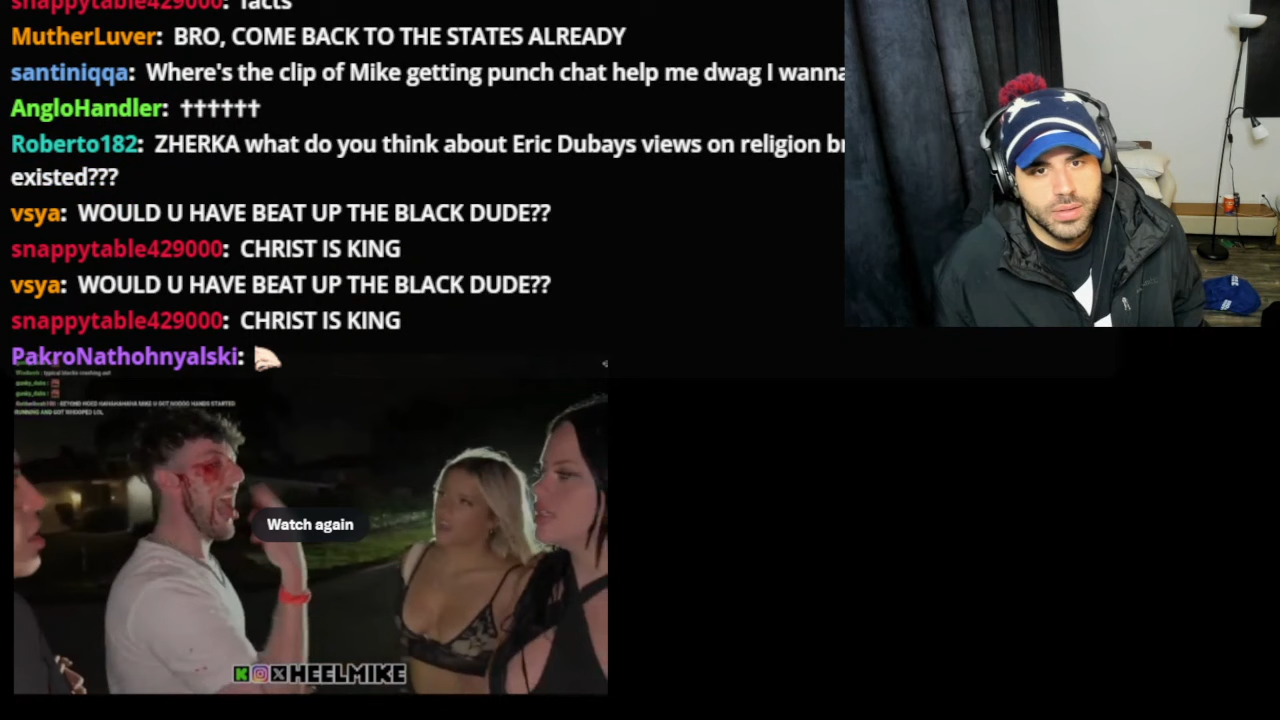 snappytable429000: facts
MutherLuver: BRO, COME BACK TO THE STATES ALREADY
santiniqqa: Where's the clip of Mike getting punch chat help me dwag I wanna
AngloHandler: ††††††
Roberto182: ZHERKA what do you think about Eric Dubays views on religion br
existed???
vsya: WOULD U HAVE BEAT UP THE BLACK DUDE??
snappytable429000: CHRIST IS KING
vsya: WOULD U HAVE BEAT UP THE BLACK DUDE??
snappytable429000: CHRIST IS KING
PakroNathohnyalski:
Watch again
HEELMIKE